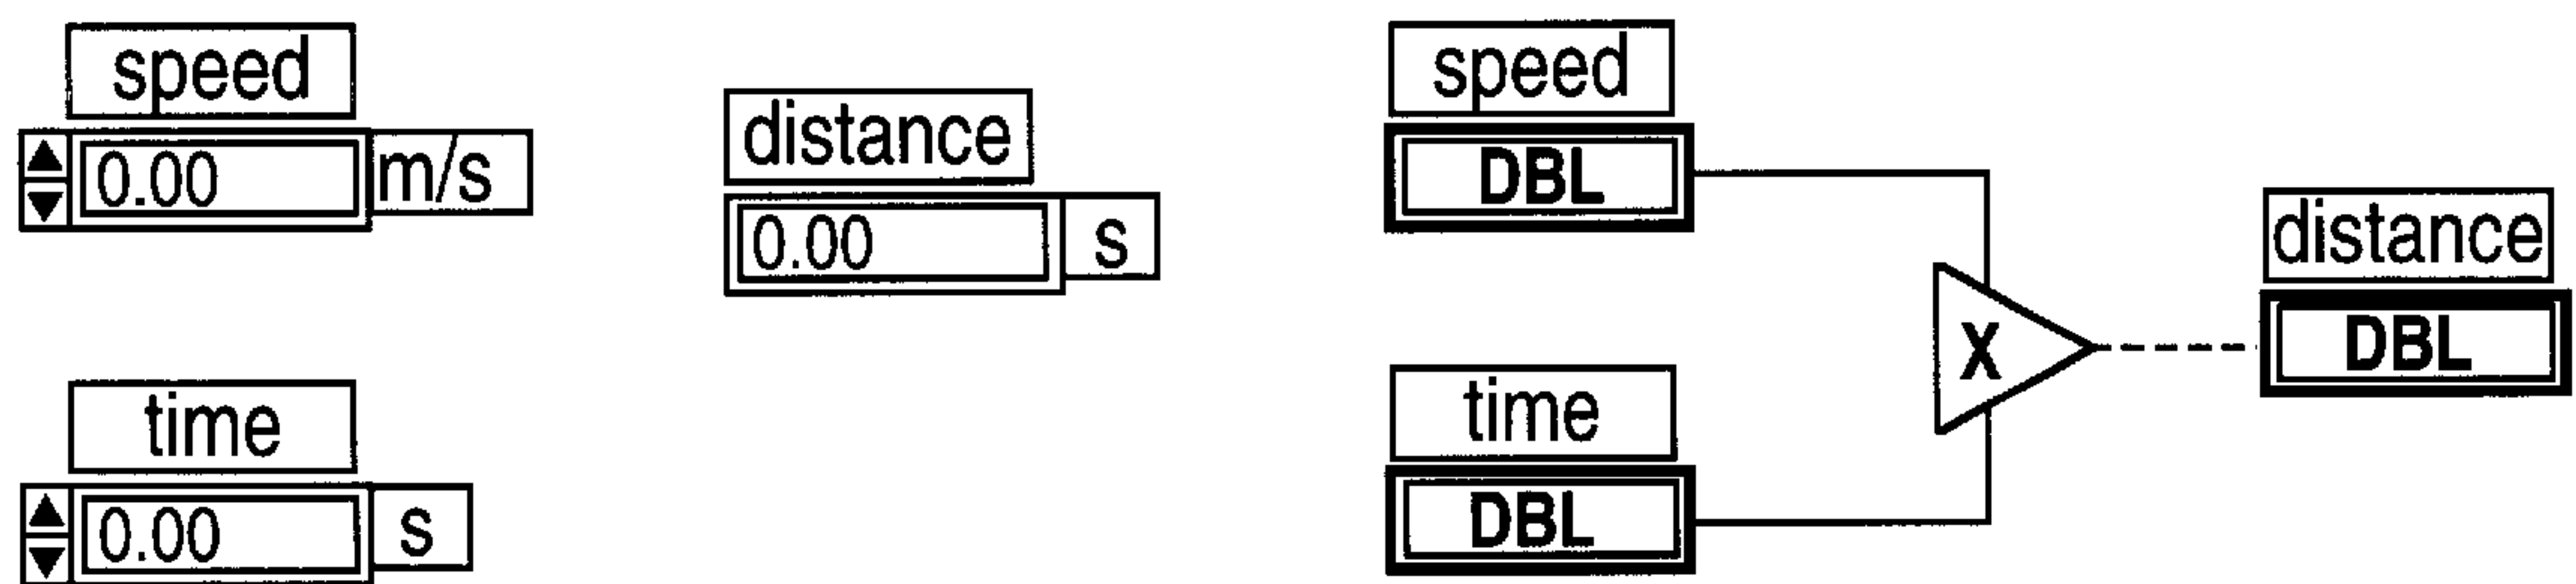 speed
0.00 m/s
time
0.00 s
distance
0.00 s
speed
DBL
time
DBL
X
distance
DBL